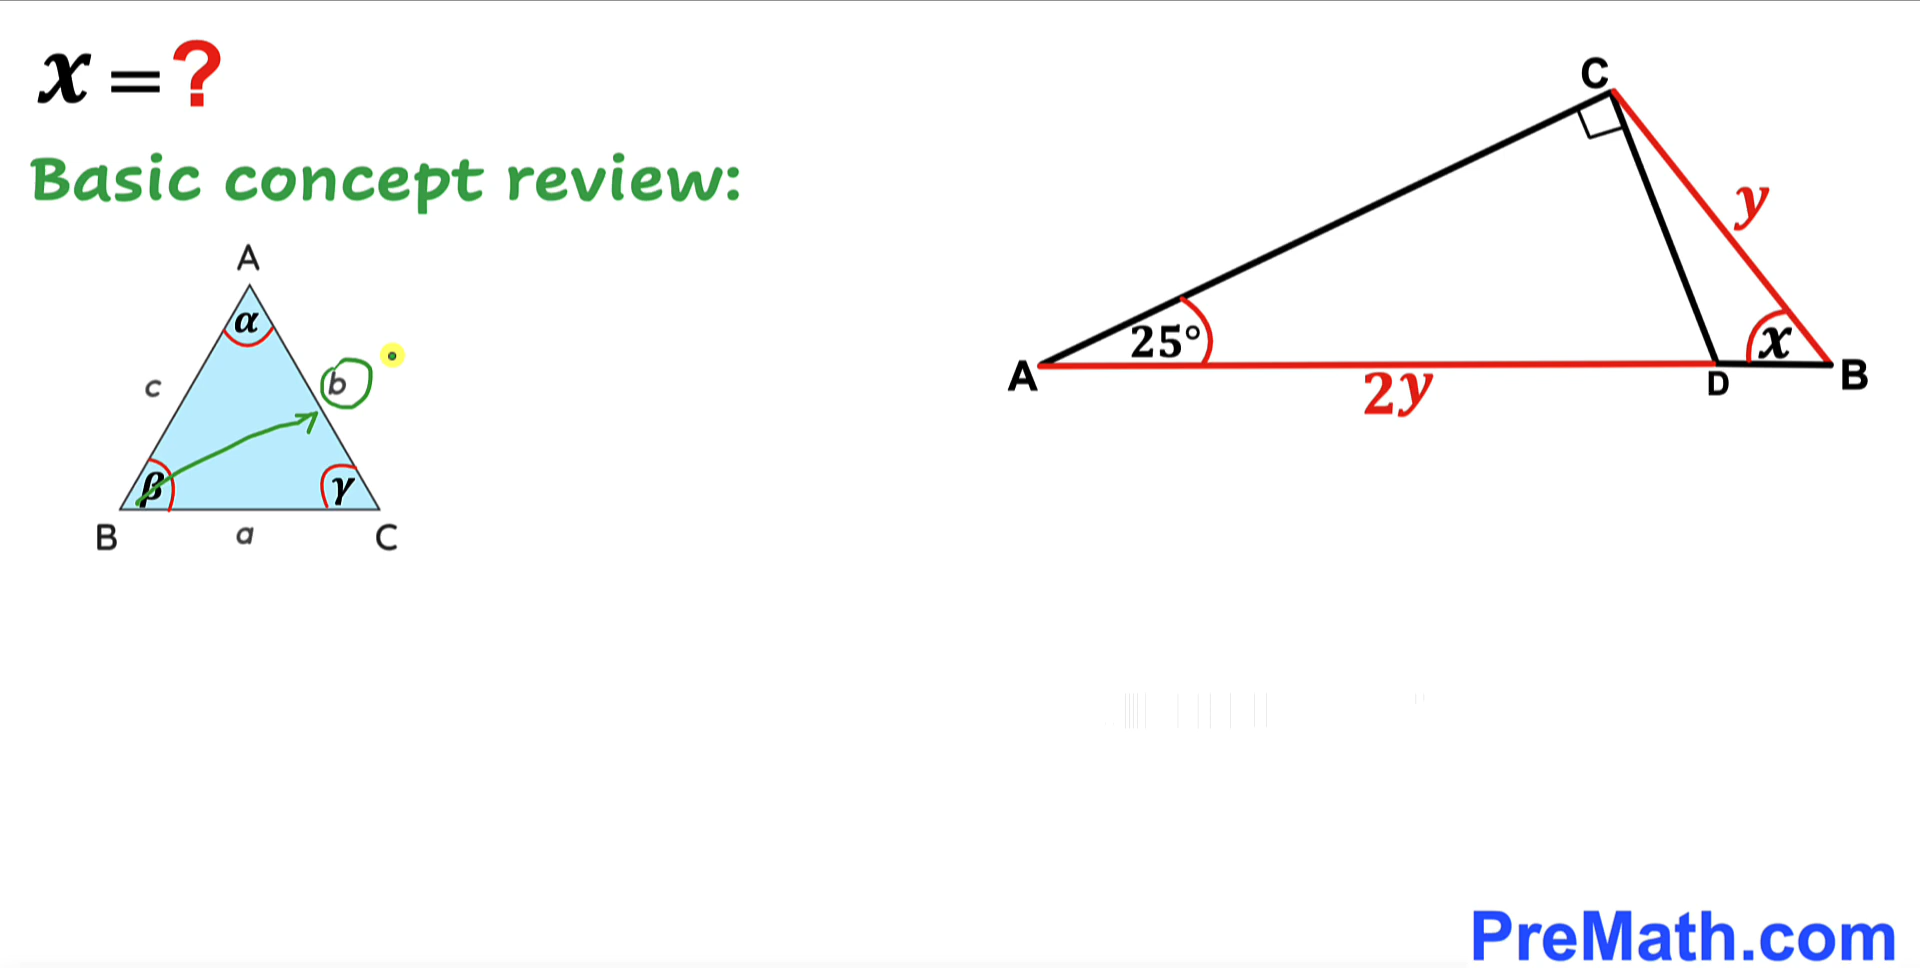 x = ?
Basic concept review:
A
α
c
b
β
γ
B
a
C
C
y
25°
x
A
2y
D
B
PreMath.com